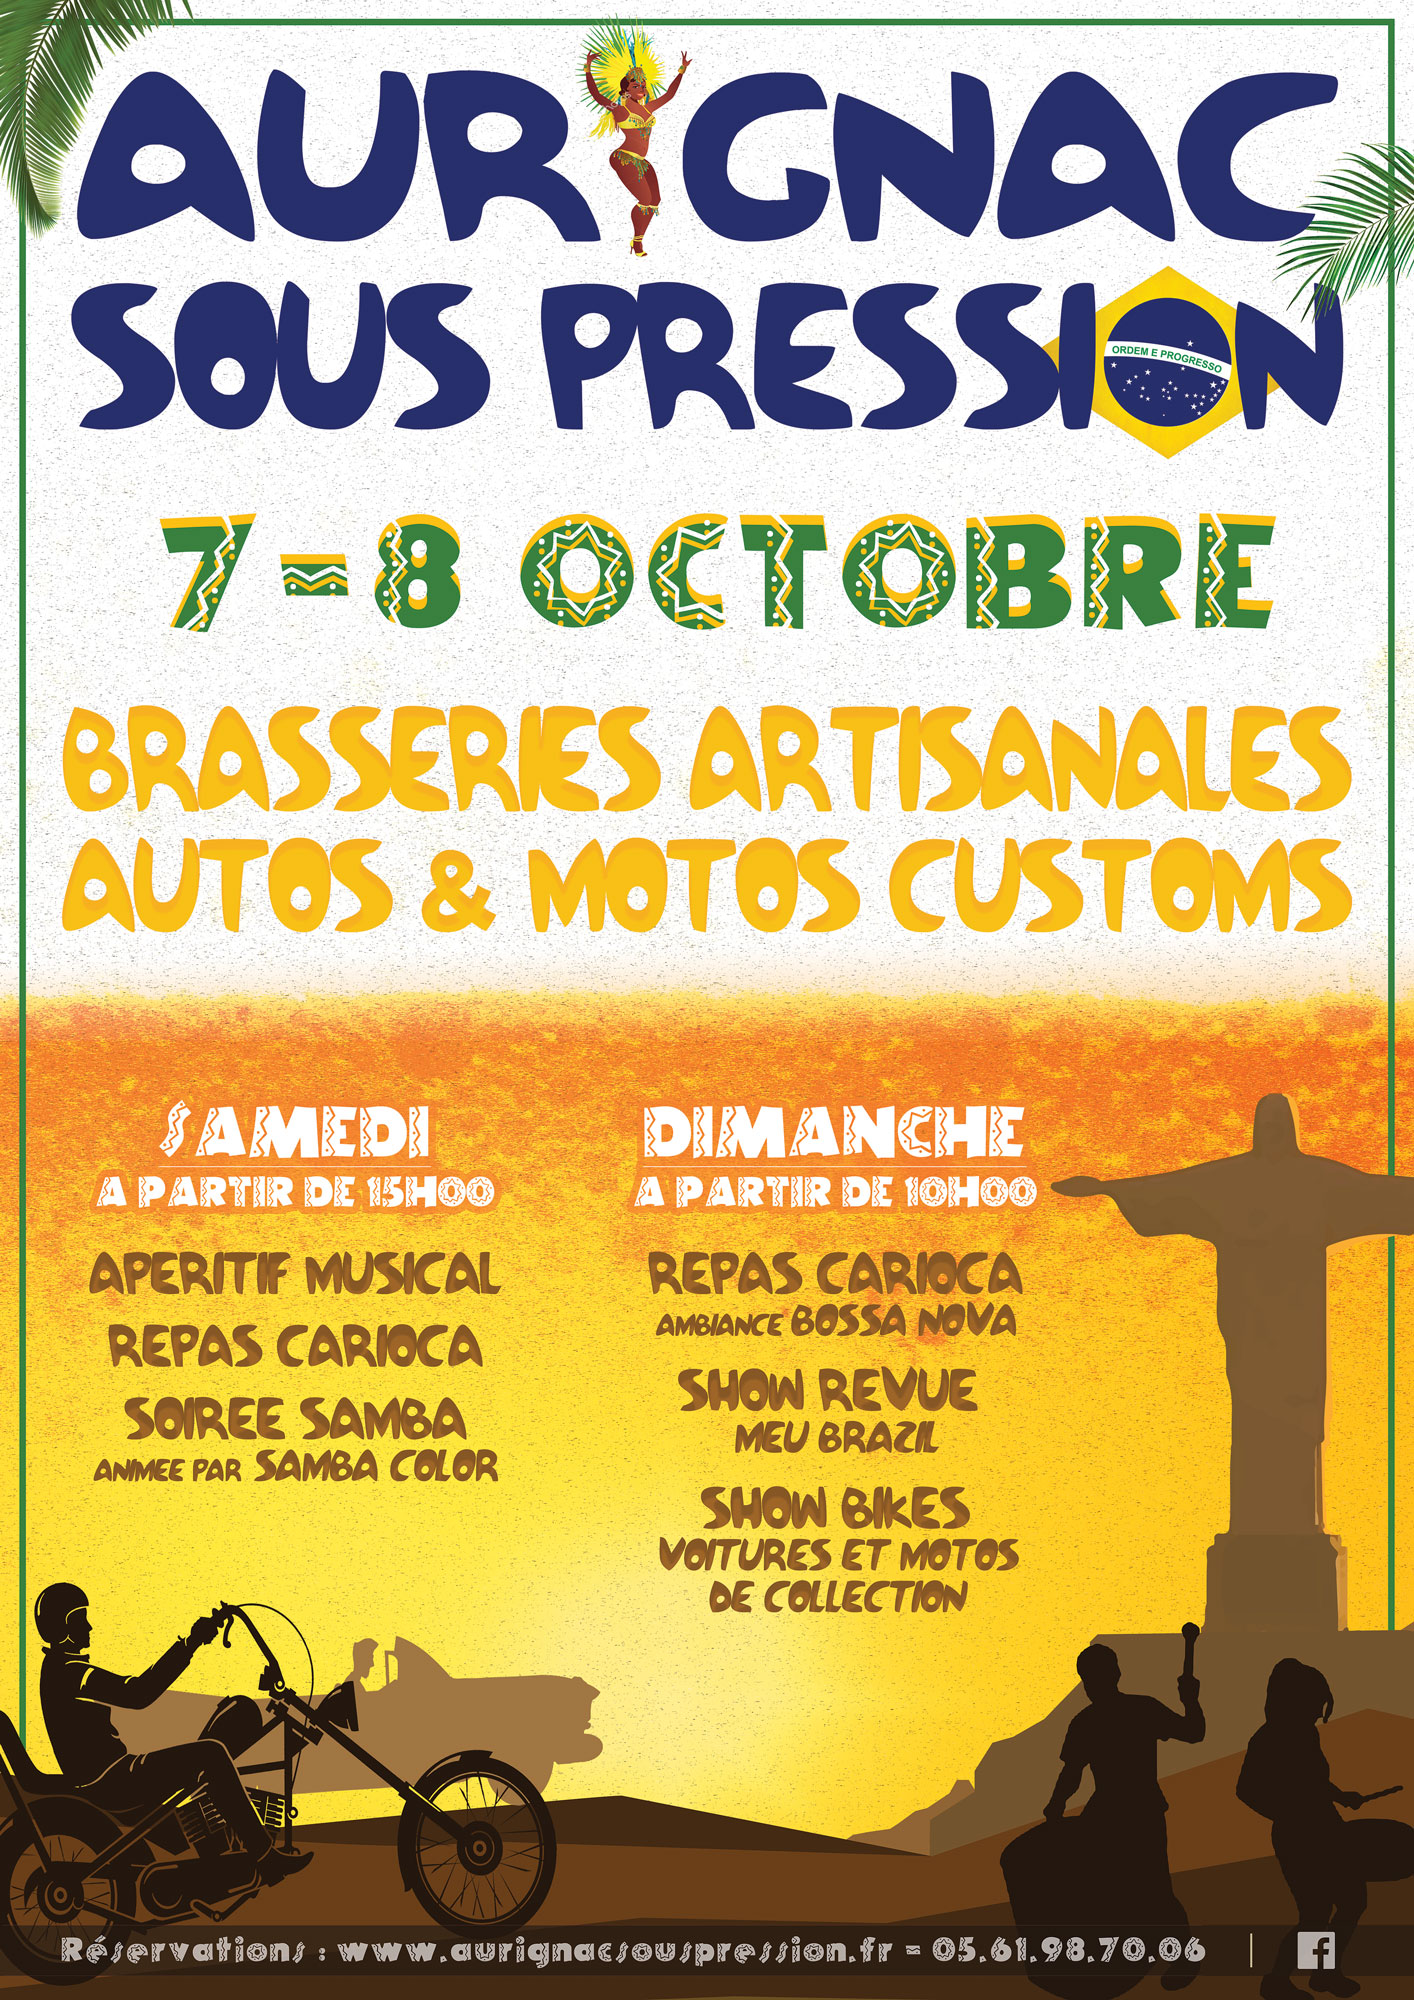 AURIGNAC
SOUS PRESSION
ORDEM E PROGRESSO
7-8 OCTOBRE
BRASSERIES ARTISANALES
AUTOS & MOTOS CUSTOMS
SAMEDI
A PARTIR DE 15H00
APERITIF MUSICAL
REPAS CARIOCA
SOIREE SAMBA
ANIMEE PAR SAMBA COLOR
DIMANCHE
A PARTIR DE 10H00
REPAS CARIOCA
AMBIANCE BOSSA NOVA
SHOW REVUE
MEU BRAZIL
SHOW BIKES
VOITURES ET MOTOS
DE COLLECTION
Réservations : www.aurignacsouspression.fr - 05.61.98.70.06 | f